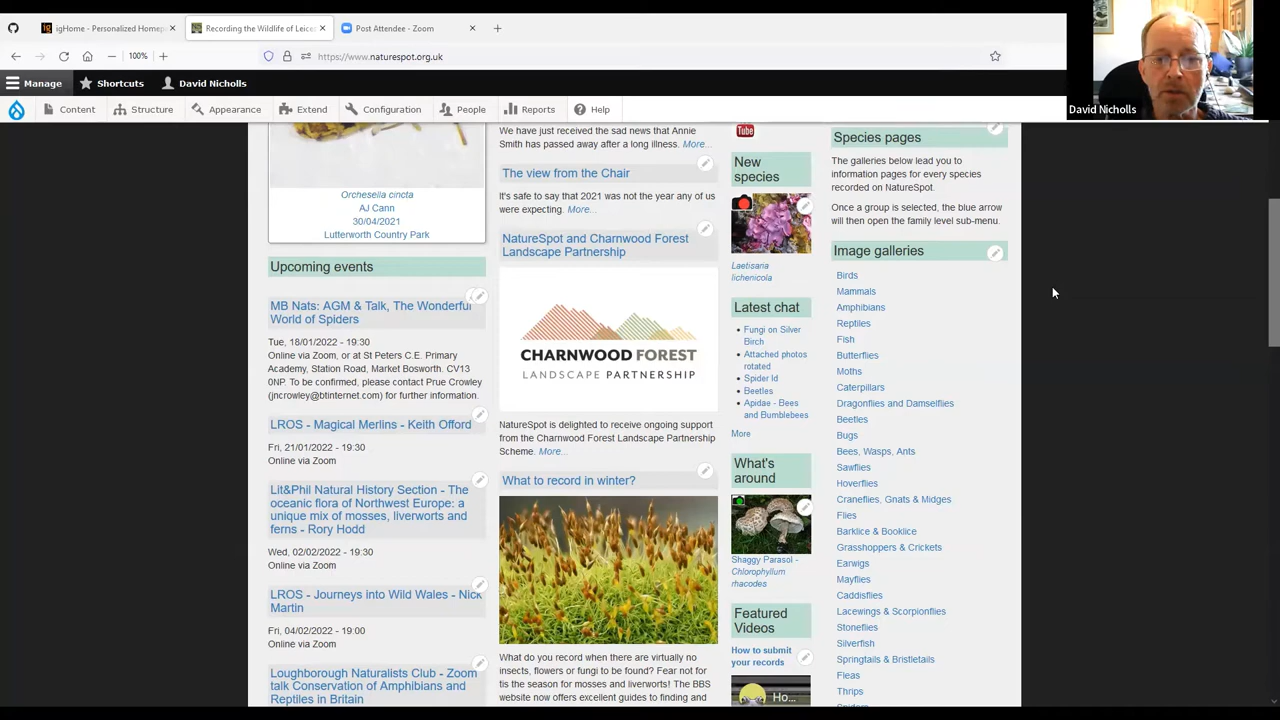 igHome - Personalized Homep
Recording the Wildlife of Leice
Post Attendee - Zoom
100%
https://www.naturespot.org.uk
Manage
Shortcuts
David Nicholls
Content
Structure
Appearance
Extend
Configuration
People
Reports
Help
David Nicholls
Orchesella cincta
AJ Cann
30/04/2021
Lutterworth Country Park
Upcoming events
MB Nats: AGM & Talk, The Wonderful
World of Spiders
Tue, 18/01/2022 - 19:30
Online via Zoom, or at St Peters C.E. Primary
Academy, Station Road, Market Bosworth. CV13
0NP. To be confirmed, please contact Prue Crowley
(jncrowley@btinternet.com) for further information.
LROS - Magical Merlins - Keith Offord
Fri, 21/01/2022 - 19:30
Online via Zoom
Lit&Phil Natural History Section - The
oceanic flora of Northwest Europe: a
unique mix of mosses, liverworts and
ferns - Rory Hodd
Wed, 02/02/2022 - 19:30
Online via Zoom
LROS - Journeys into Wild Wales - Nick
Martin
Fri, 04/02/2022 - 19:00
Online via Zoom
Loughborough Naturalists Club - Zoom
talk Conservation of Amphibians and
Reptiles in Britain
We have just received the sad news that Annie
Smith has passed away after a long illness. More...
The view from the Chair
It's safe to say that 2021 was not the year any of us
were expecting. More...
NatureSpot and Charnwood Forest
Landscape Partnership
CHARNWOOD FOREST
LANDSCAPE PARTNERSHIP
NatureSpot is delighted to receive ongoing support
from the Charnwood Forest Landscape Partnership
Scheme. More...
What to record in winter?
What do you record when there are virtually no
insects, flowers or fungi to be found? Fear not for
tis the season for mosses and liverworts! The BBS
website now offers excellent guides to finding and
Tube
New
species
Laetisaria
lichenicola
Latest chat
Fungi on Silver
Birch
Attached photos
rotated
Spider Id
Beetles
Apidae - Bees
and Bumblebees
More
What's
around
Shaggy Parasol -
Chlorophyllum
rhacodes
Featured
Videos
How to submit
your records
Ho...
Species pages
The galleries below lead you to
information pages for every species
recorded on NatureSpot.
Once a group is selected, the blue arrow
will then open the family level sub-menu.
Image galleries
Birds
Mammals
Amphibians
Reptiles
Fish
Butterflies
Moths
Caterpillars
Dragonflies and Damselflies
Beetles
Bugs
Bees, Wasps, Ants
Sawflies
Hoverflies
Craneflies, Gnats & Midges
Flies
Barklice & Booklice
Grasshoppers & Crickets
Earwigs
Mayflies
Caddisflies
Lacewings & Scorpionflies
Stoneflies
Silverfish
Springtails & Bristletails
Fleas
Thrips